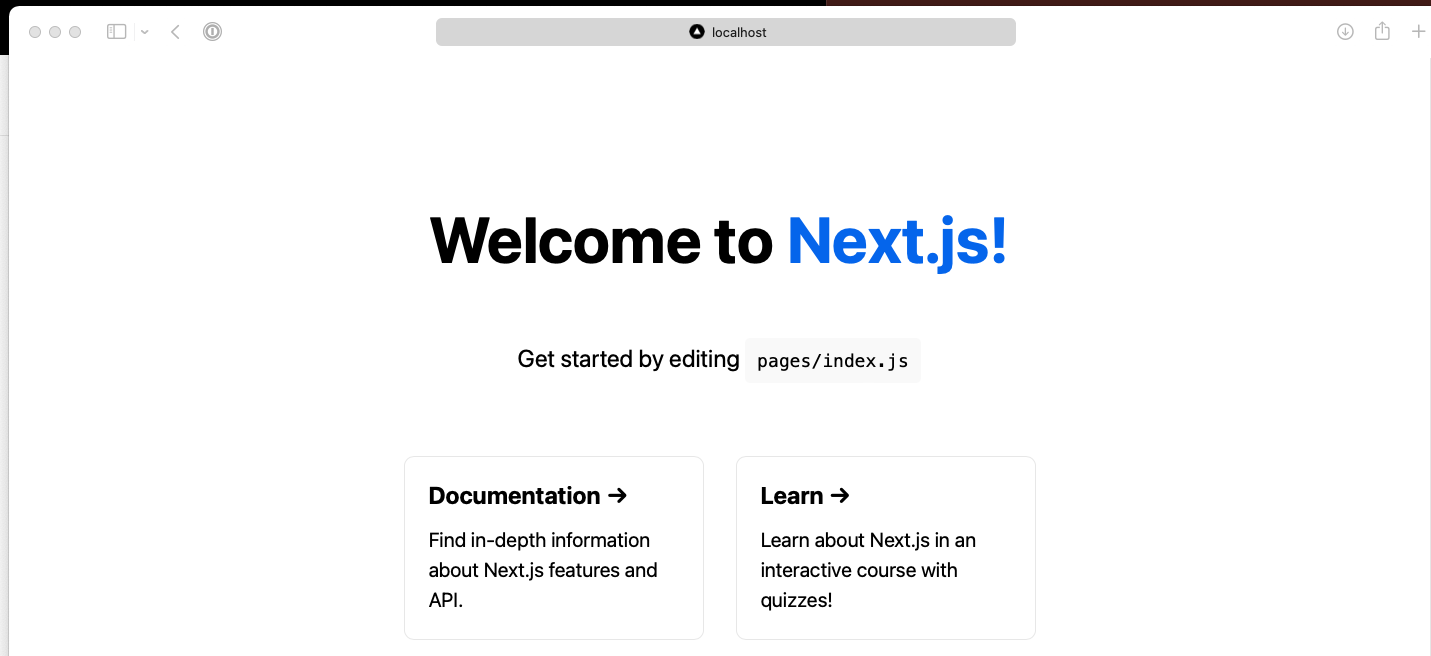 localhost
Welcome to Next.js!
Get started by editing pages/index.js
Documentation →
Find in-depth information
about Next.js features and
API.
Learn →
Learn about Next.js in an
interactive course with
quizzes!